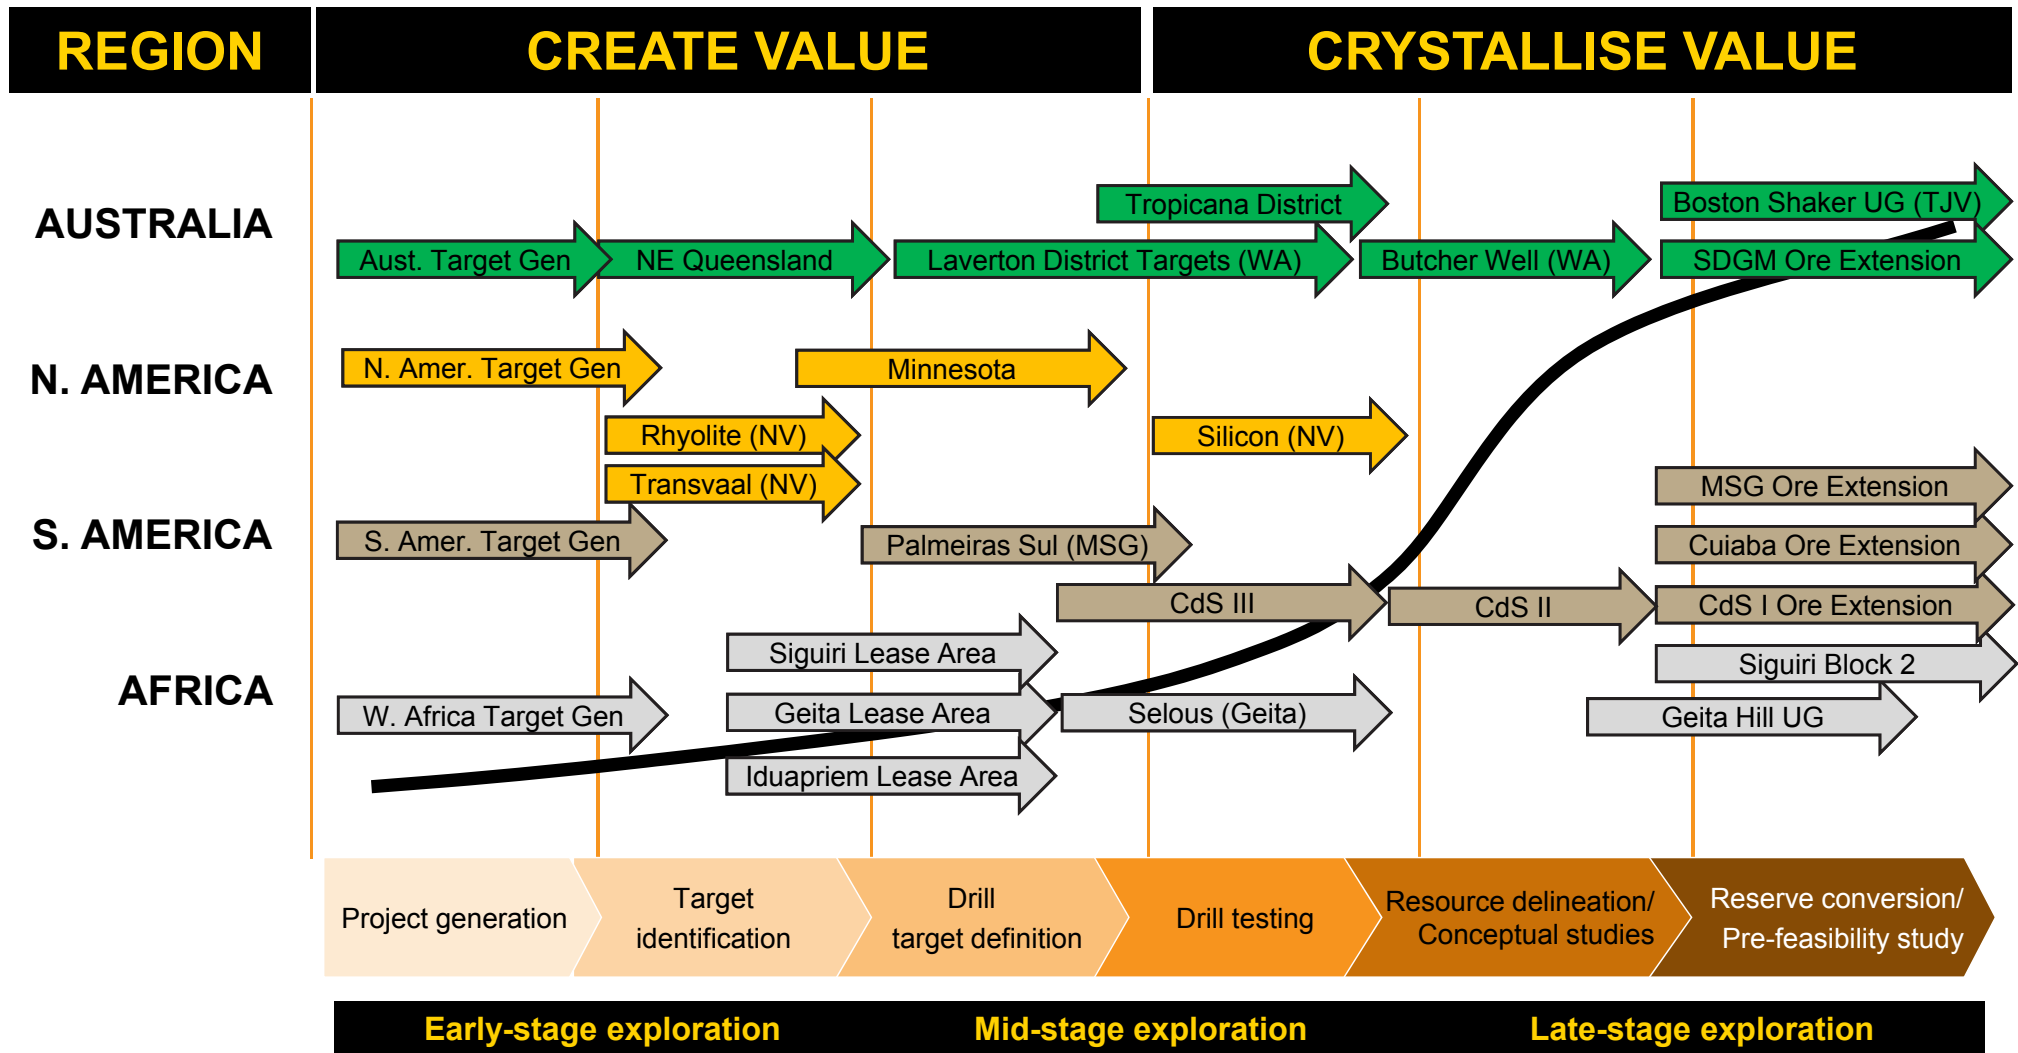 REGION
CREATE VALUE
CRYSTALLISE VALUE
AUSTRALIA
Tropicana District
Boston Shaker UG (TJV)
Aust. Target Gen
NE Queensland
Laverton District Targets (WA)
Butcher Well (WA)
SDGM Ore Extension
N. AMERICA
N. Amer. Target Gen
Minnesota
Rhyolite (NV)
Silicon (NV)
Transvaal (NV)
S. AMERICA
MSG Ore Extension
S. Amer. Target Gen
Palmeiras Sul (MSG)
Cuiaba Ore Extension
CdS III
CdS II
CdS I Ore Extension
AFRICA
Siguiri Lease Area
Siguiri Block 2
W. Africa Target Gen
Geita Lease Area
Selous (Geita)
Geita Hill UG
Iduapriem Lease Area
Project generation
Target
identification
Drill
target definition
Drill testing
Resource delineation/
Conceptual studies
Reserve conversion/
Pre-feasibility study
Early-stage exploration
Mid-stage exploration
Late-stage exploration